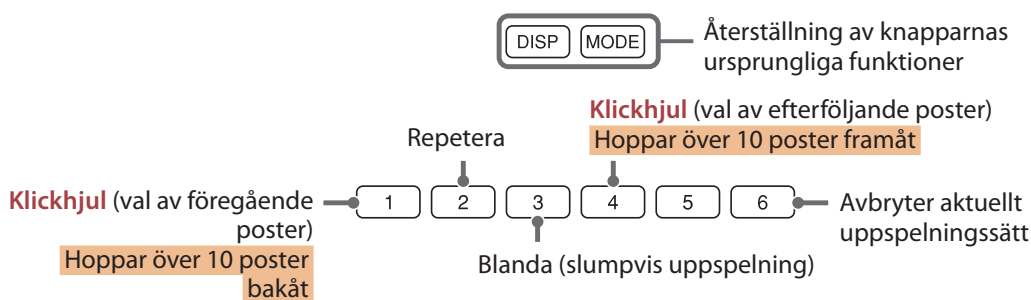 DISP MODE
Återställning av knapparnas
ursprungliga funktioner
Klickhjul (val av efterföljande poster)
Hoppar över 10 poster framåt
Repetera
Klickhjul (val av föregående
poster)
Hoppar över 10 poster
bakåt
1 2 3 4 5 6
Blanda (slumpvis uppspelning)
Avbryter aktuellt
uppspelningssätt